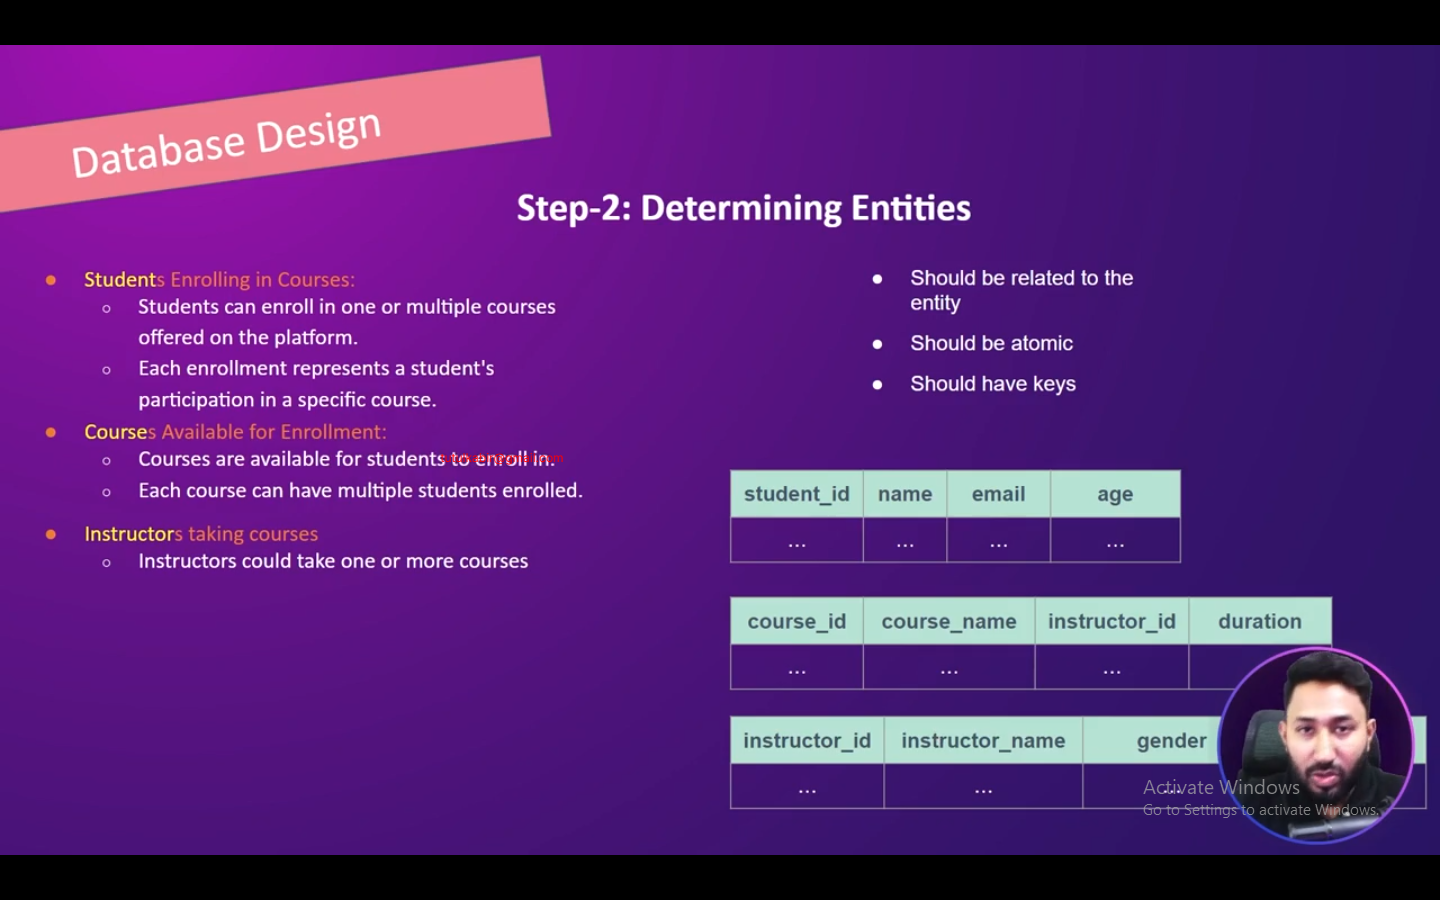 Database Design
Step-2: Determining Entities
Students Enrolling in Courses:
Students can enroll in one or multiple courses
offered on the platform.
Each enrollment represents a student's
participation in a specific course.
Courses Available for Enrollment:
Courses are available for students to enroll in.
Each course can have multiple students enrolled.
Instructors taking courses
Instructors could take one or more courses
Should be related to the
entity
Should be atomic
Should have keys
student_id name email age
... ... ... ...
course_id course_name instructor_id duration
... ... ...
instructor_id instructor_name gender
... ... ...
Activate Windows
Go to Settings to activate Windows.